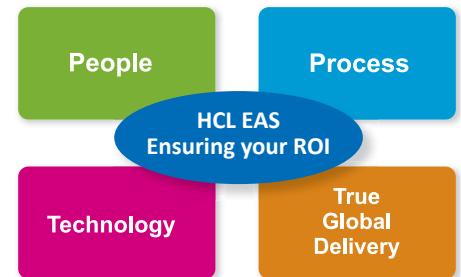 People
Process
HCL EAS
Ensuring your ROI
Technology
True
Global
Delivery